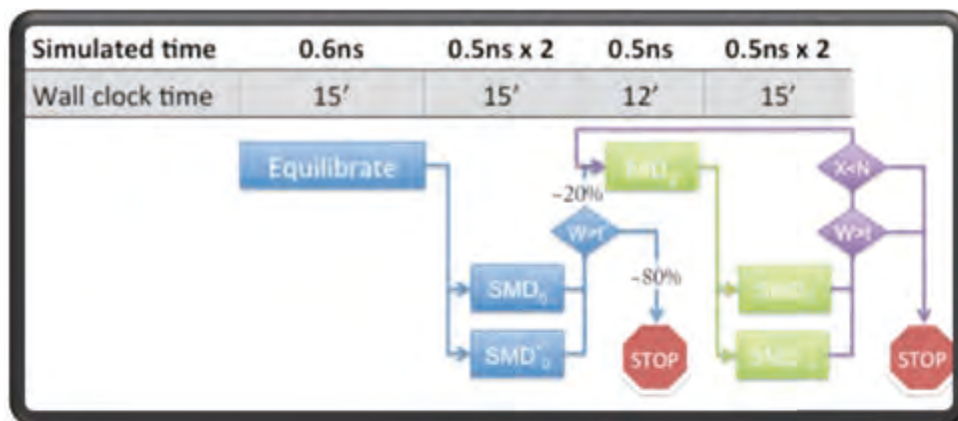 Simulated time 0.6ns 0.5ns x 2 0.5ns 0.5ns x 2
Wall clock time 15′ 15′ 12′ 15′
Equilibrate
X<N
~20%
W>t
W>t
~80%
SMD₀
SMD'₀
STOP
STOP